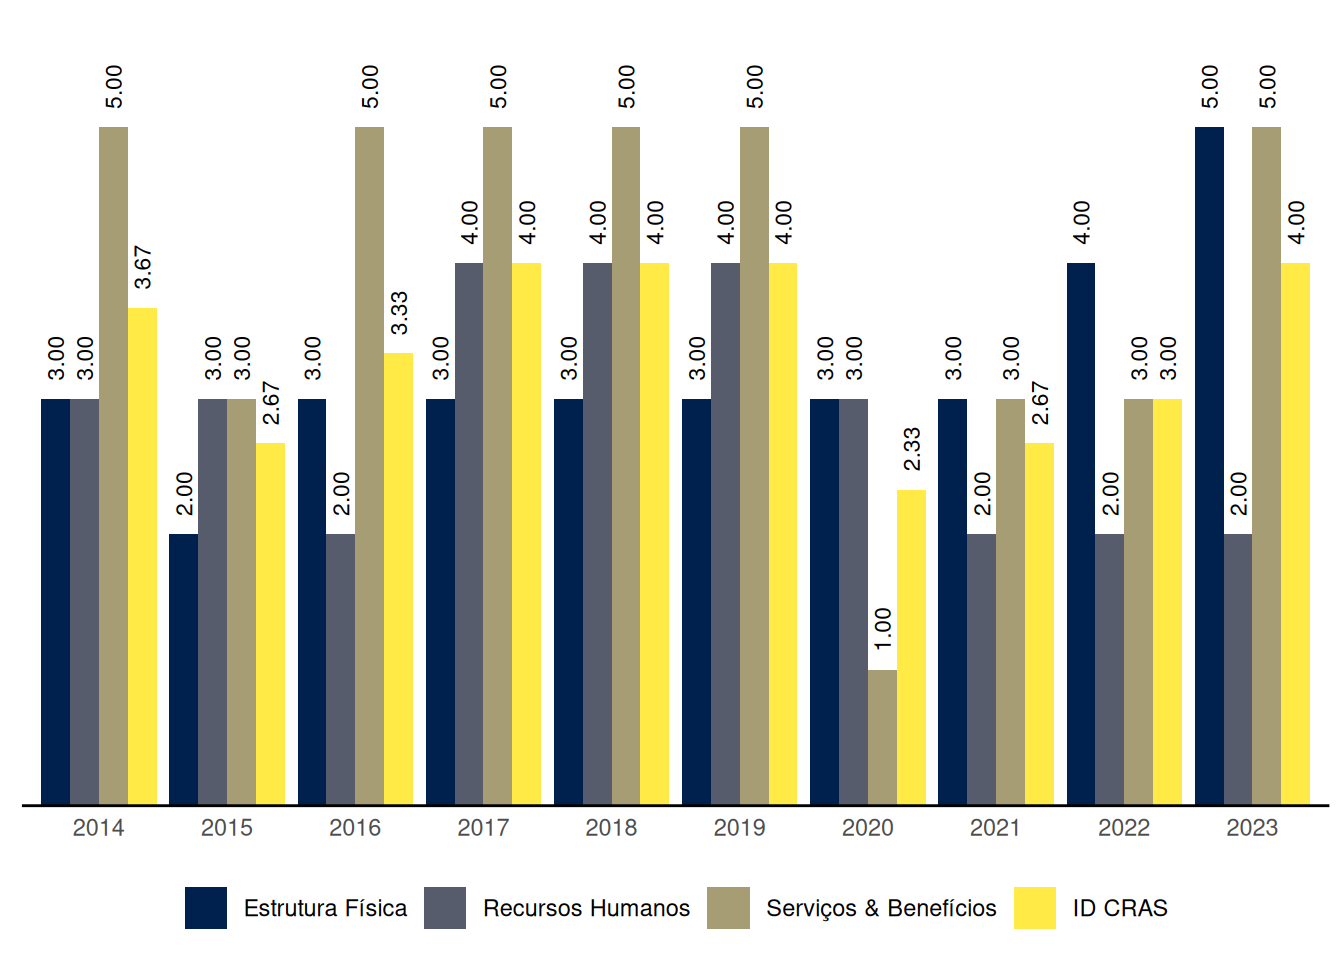 3.00 3.00 5.00 3.67
2.00 3.00 3.00 2.67
3.00 2.00 5.00 3.33
3.00 4.00 5.00 4.00
3.00 4.00 5.00 4.00
3.00 4.00 5.00 4.00
3.00 3.00 1.00 2.33
3.00 2.00 3.00 2.67
4.00 2.00 3.00 3.00
5.00 2.00 5.00 4.00
2014 2015 2016 2017 2018 2019 2020 2021 2022 2023
Estrutura Física Recursos Humanos Serviços & Benefícios ID CRAS